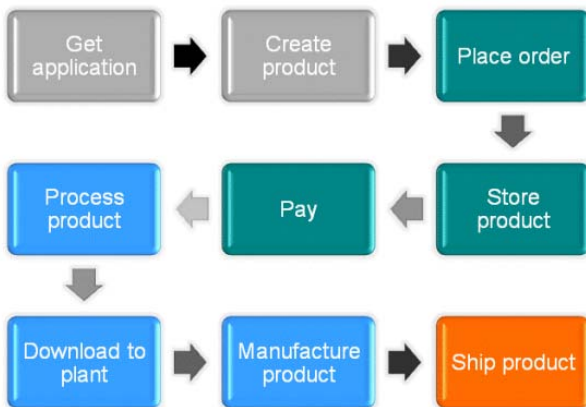 Get
application
Create
product
Place order
Store
product
Pay
Process
product
Download to
plant
Manufacture
product
Ship product